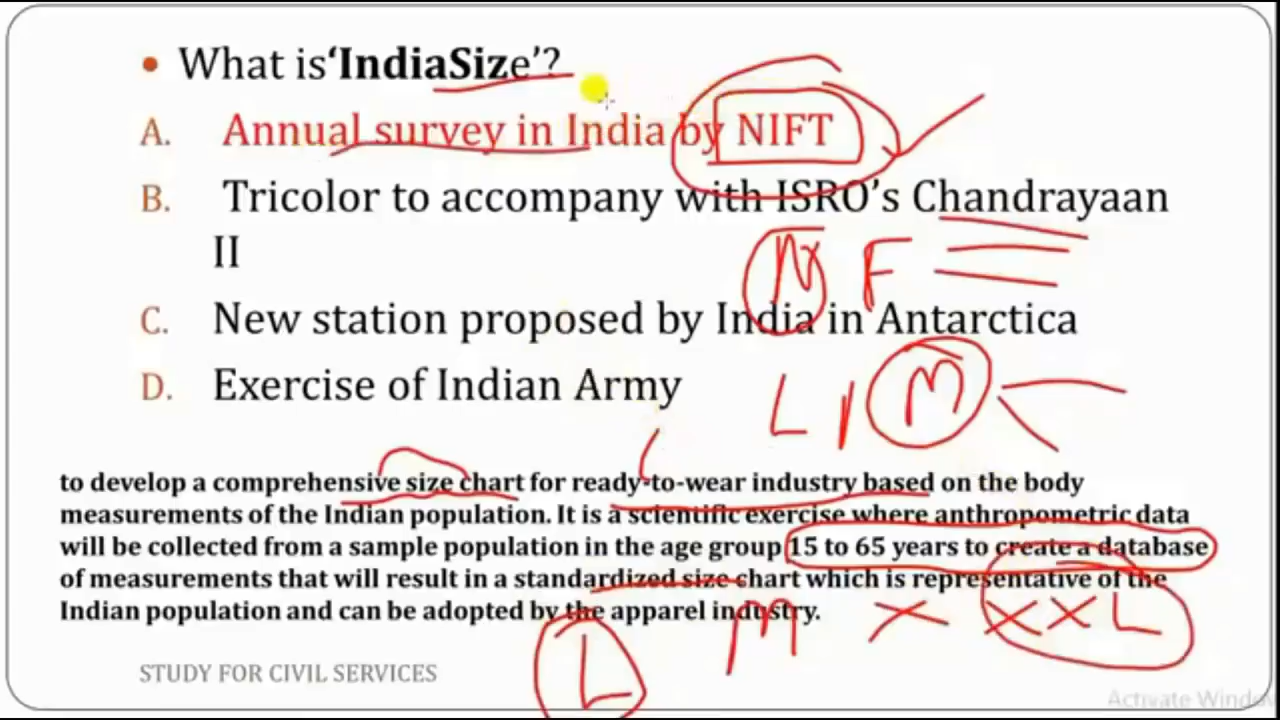 • What is ‘IndiaSize’?
A. Annual survey in India by NIFT
B. Tricolor to accompany with ISRO’s Chandrayaan
II
C. New station proposed by India in Antarctica
D. Exercise of Indian Army
F
L M
to develop a comprehensive size chart for ready-to-wear industry based on the body
measurements of the Indian population. It is a scientific exercise where anthropometric data
will be collected from a sample population in the age group 15 to 65 years to create a database
of measurements that will result in a standardized size chart which is representative of the
Indian population and can be adopted by the apparel industry.
L M X XXL
STUDY FOR CIVIL SERVICES